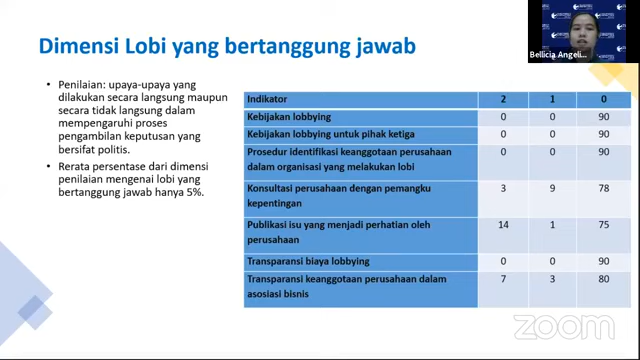 Dimensi Lobi yang bertanggung jawab
• Penilaian: upaya-upaya yang
dilakukan secara langsung maupun
secara tidak langsung dalam
mempengaruhi proses
pengambilan keputusan yang
bersifat politis.
• Rerata persentase dari dimensi
penilaian mengenai lobi yang
bertanggung jawab hanya 5%.
Indikator 2 1 0
Kebijakan lobbying 0 0 90
Kebijakan lobbying untuk pihak ketiga 0 0 90
Prosedur identifikasi keanggotaan perusahaan
dalam organisasi yang melakukan lobi 0 0 90
Konsultasi perusahaan dengan pemangku
kepentingan 3 9 78
Publikasi isu yang menjadi perhatian oleh
perusahaan 14 1 75
Transparansi biaya lobbying 0 0 90
Transparansi keanggotaan perusahaan dalam
asosiasi bisnis 7 3 80
Bellicia Angeli...
zoom